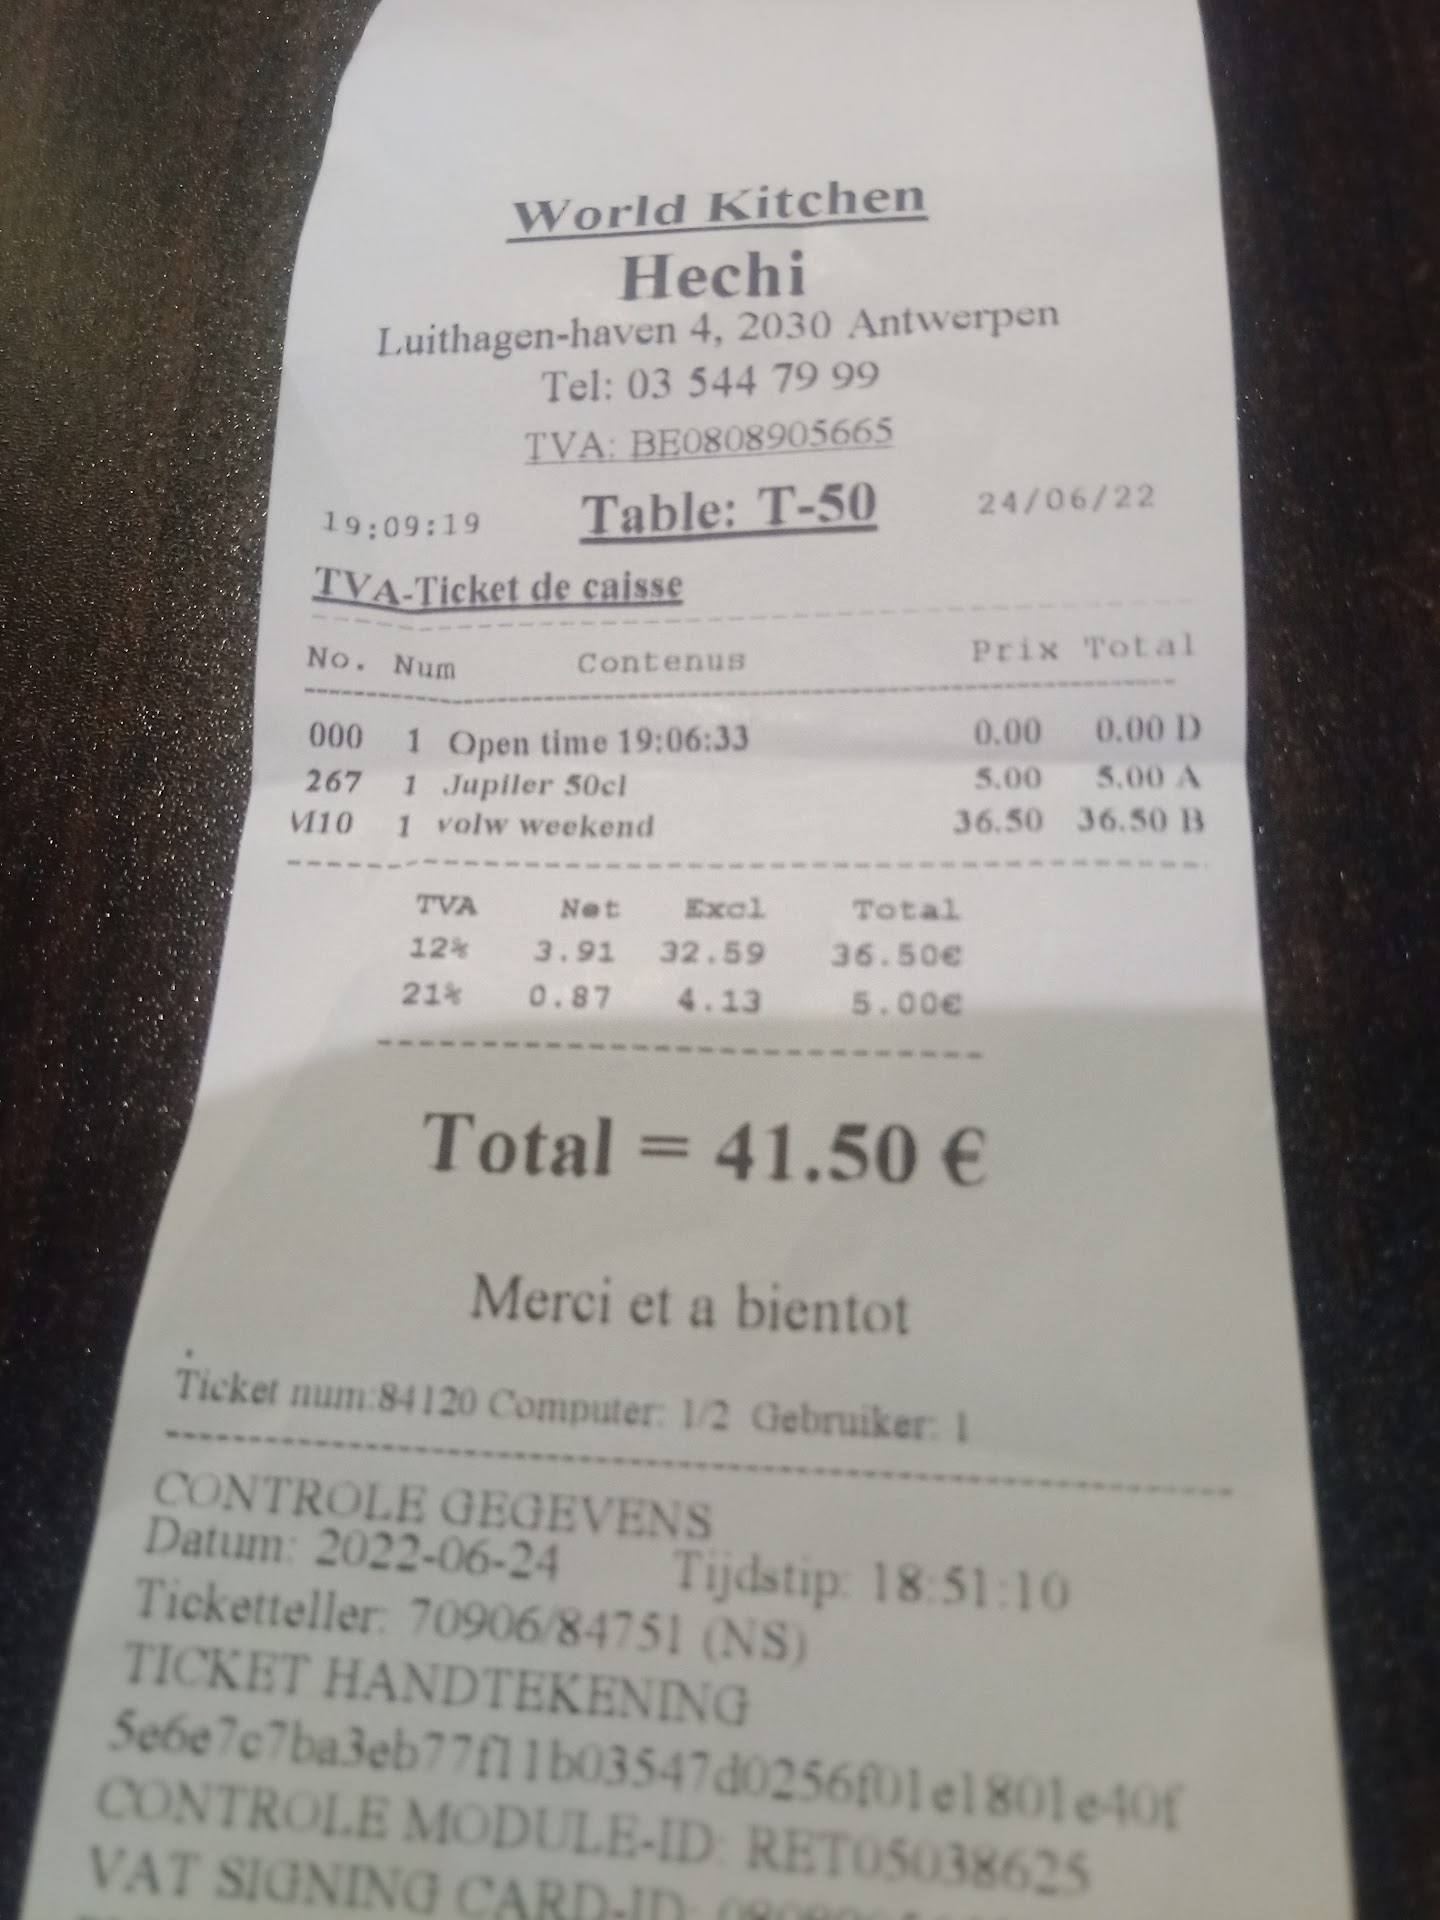 World Kitchen
Hechi
Luithagen-haven 4, 2030 Antwerpen
Tel: 03 544 79 99
TVA: BE0808905665
19:09:19 Table: T-50 24/06/22
TVA-Ticket de caisse
No. Num Contenus Prix Total
000 1 Open time 19:06:33 0.00 0.00 D
267 1 Jupiler 50cl 5.00 5.00 A
M10 1 volw weekend 36.50 36.50 B
TVA Net Excl Total
12% 3.91 32.59 36.50€
21% 0.87 4.13 5.00€
Total = 41.50 €
Merci et a bientot
Ticket num:84120 Computer: 1/2 Gebruiker: 1
CONTROLE GEGEVENS
Datum: 2022-06-24 Tijdstip: 18:51:10
Ticketteller: 70906/84751 (NS)
TICKET HANDTEKENING
5e6e7c7ba3eb77f11b03547d0256f01e1801e40f
CONTROLE MODULE-ID: RET05038625
VAT SIGNING CARD-ID: